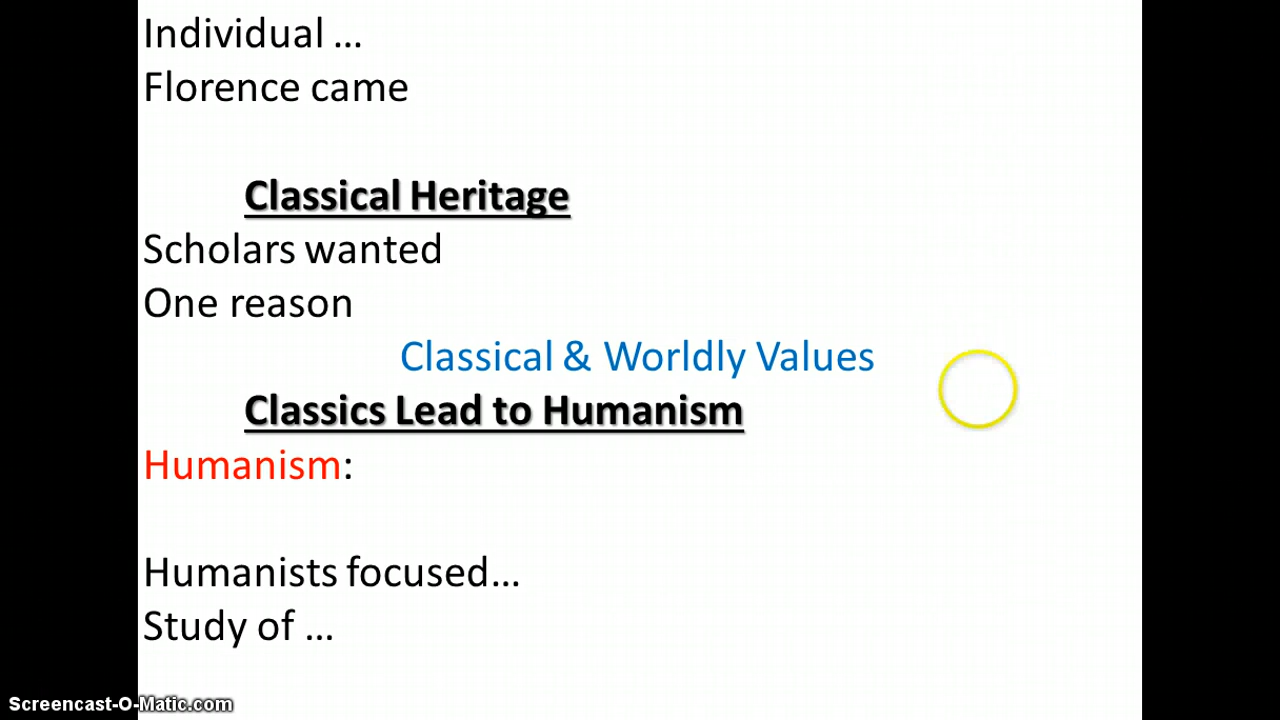 Individual ...
Florence came
Classical Heritage
Scholars wanted
One reason
Classical & Worldly Values
Classics Lead to Humanism
Humanism:
Humanists focused...
Study of ...
Screencast-O-Matic.com